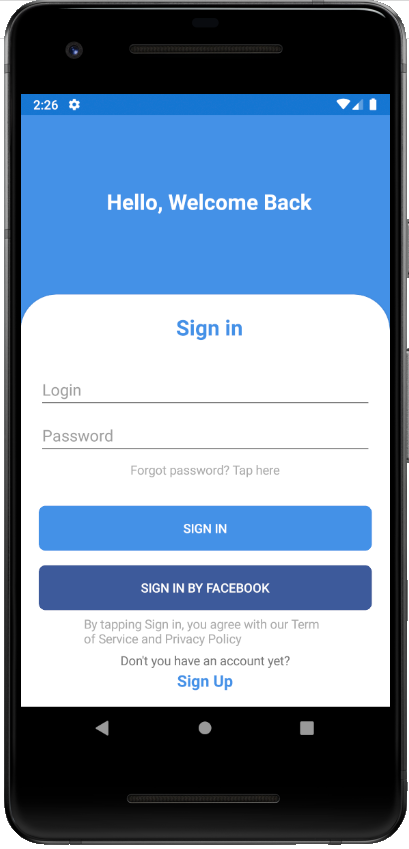 2:26
Hello, Welcome Back
Sign in
Login
Password
Forgot password? Tap here
SIGN IN
SIGN IN BY FACEBOOK
By tapping Sign in, you agree with our Term
of Service and Privacy Policy
Don't you have an account yet?
Sign Up